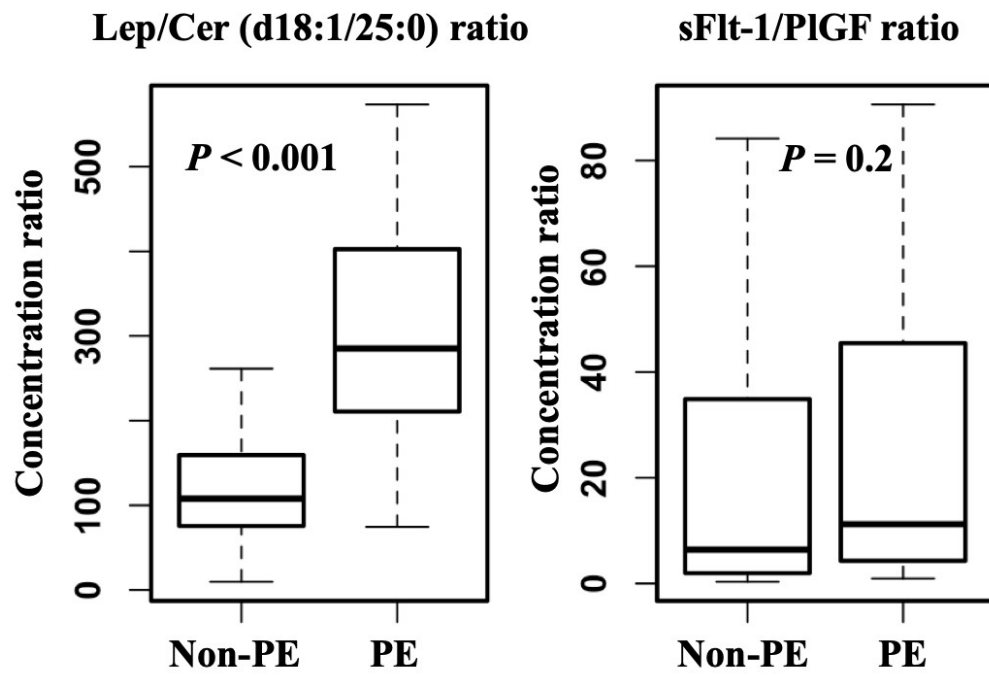 Lep/Cer (d18:1/25:0) ratio
P < 0.001
Concentration ratio
500
300
100
0
Non-PE PE
sFlt-1/PlGF ratio
P = 0.2
Concentration ratio
80
60
40
20
0
Non-PE PE